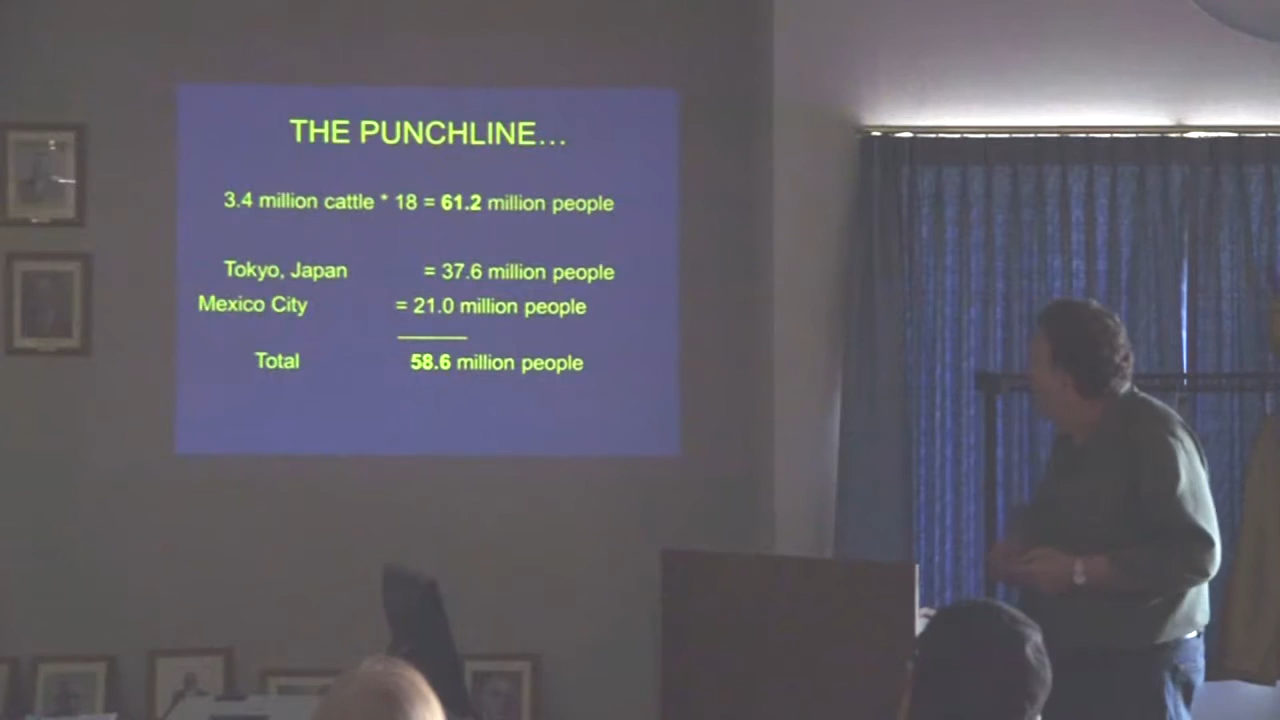 THE PUNCHLINE…
3.4 million cattle * 18 = 61.2 million people
Tokyo, Japan = 37.6 million people
Mexico City = 21.0 million people
Total 58.6 million people